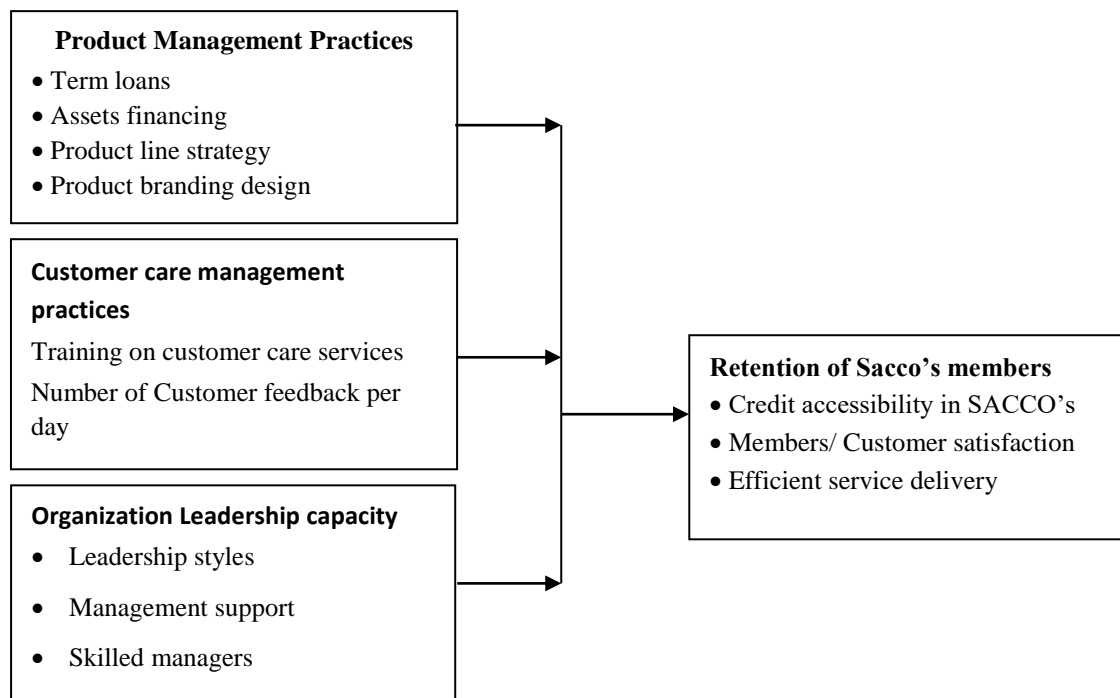 Product Management Practices
• Term loans
• Assets financing
• Product line strategy
• Product branding design
Customer care management
practices
Training on customer care services
Number of Customer feedback per
day
Organization Leadership capacity
• Leadership styles
• Management support
• Skilled managers
Retention of Sacco’s members
• Credit accessibility in SACCO’s
• Members/ Customer satisfaction
• Efficient service delivery